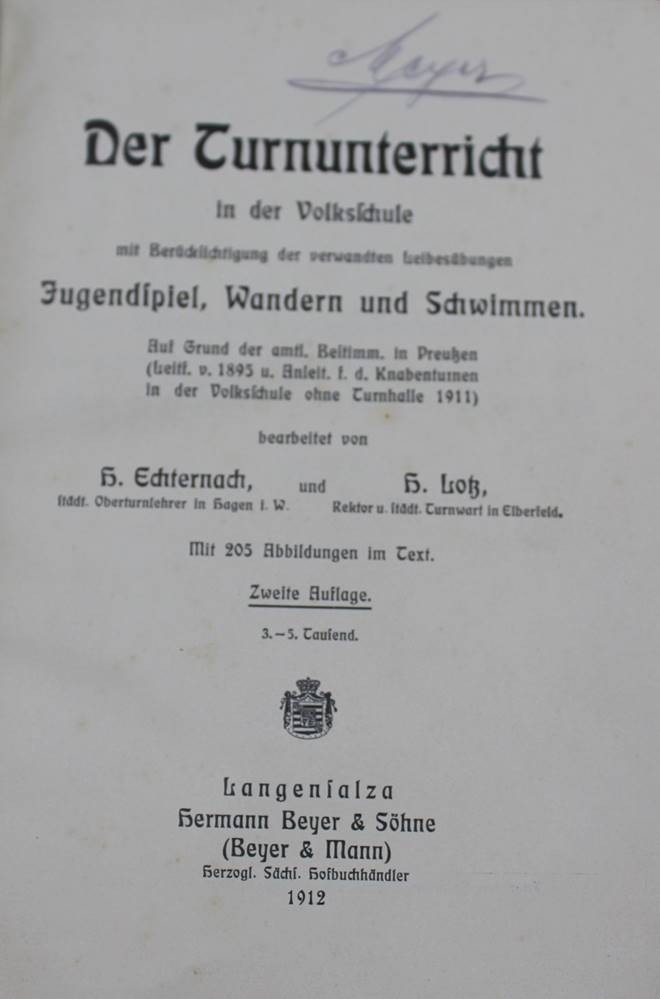 Meyer
Der Turnunterricht
in der Volksſchule
mit Berückſichtigung der verwandten Leibesübungen
Jugendſpiel, Wandern und Schwimmen.
Auf Grund der amtl. Beſtimm. in Preußen
(Leitf. v. 1895 u. Anleit. f. d. Knabenturnen
in der Volksſchule ohne Turnhalle 1911)
bearbeitet von
H. Echternach, und H. Lotz,
ſtädt. Oberturnlehrer in Hagen i. W. Rektor u. ſtädt. Turnwart in Elberfeld.
Mit 205 Abbildungen im Text.
Zweite Auflage.
3.—5. Tauſend.
Langenſalza
Hermann Beyer & Söhne
(Beyer & Mann)
Herzogl. Sächſ. Hofbuchhändler
1912